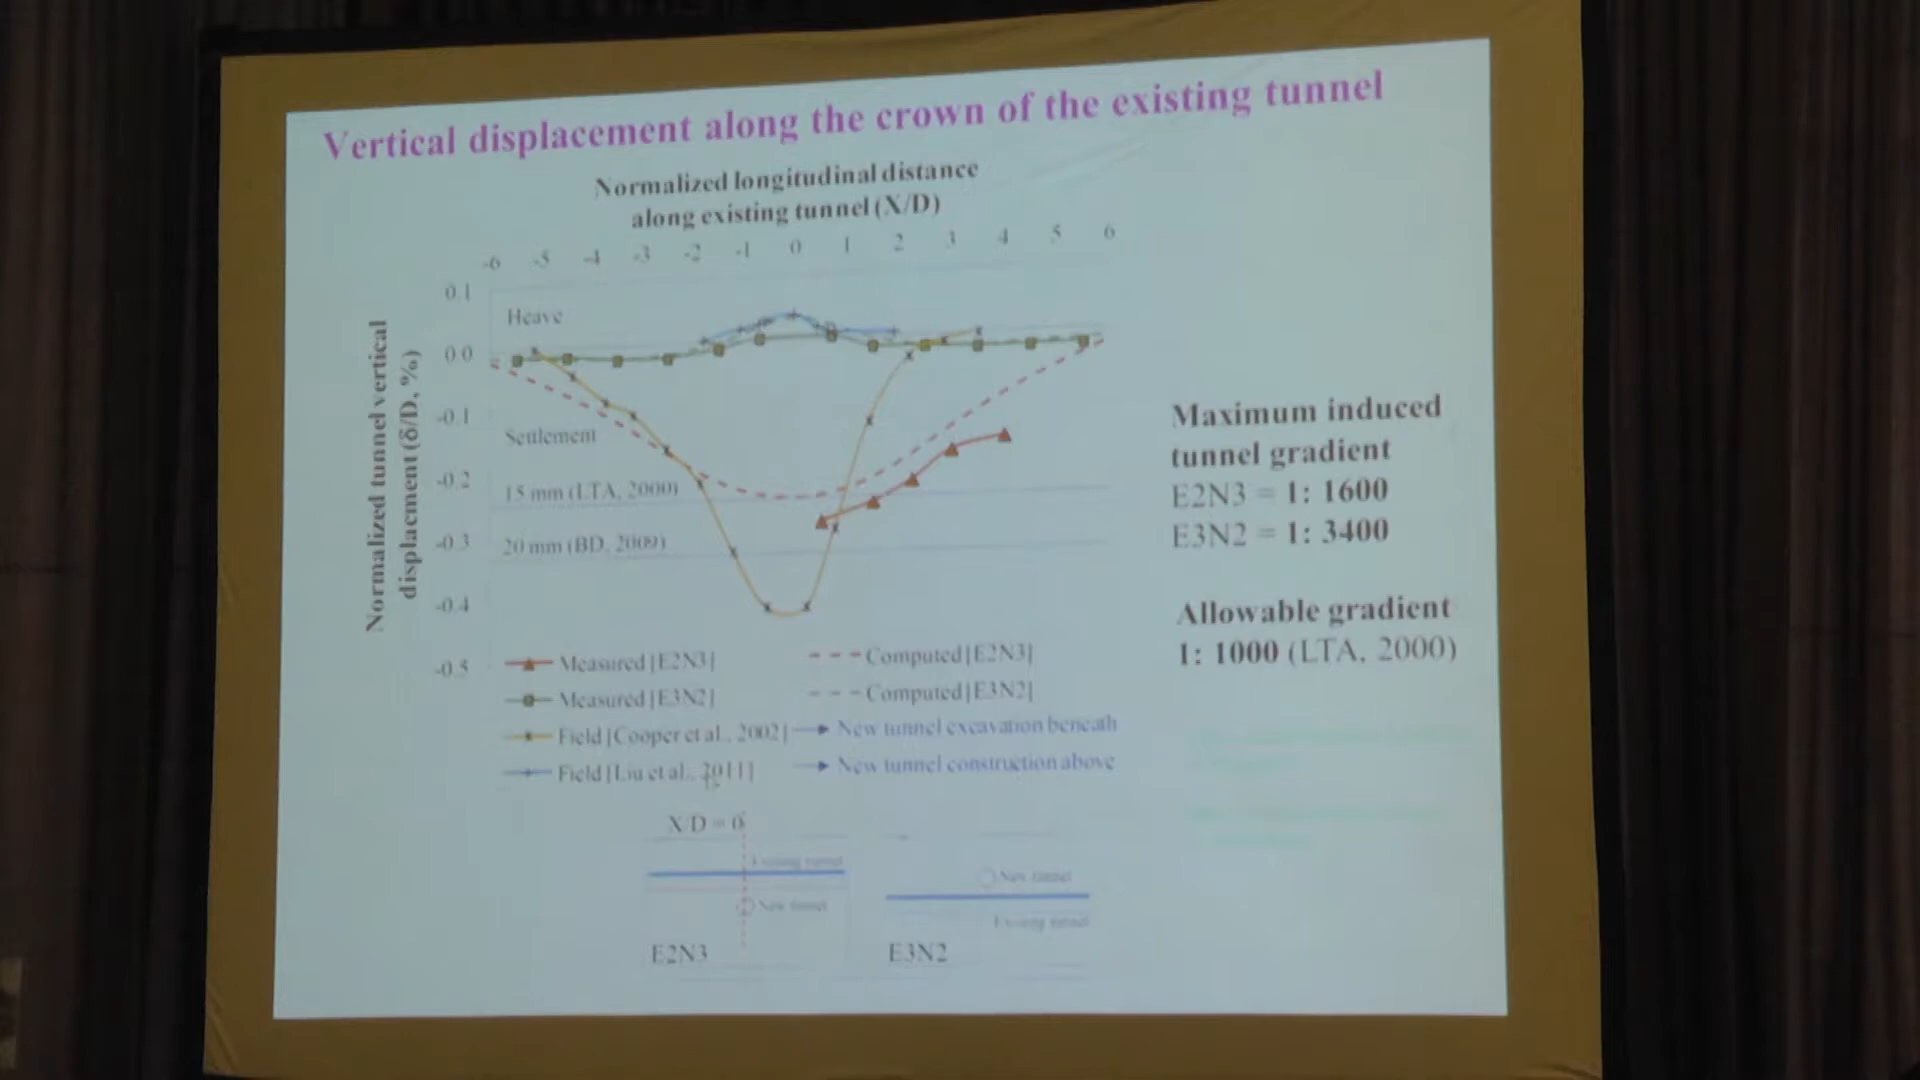 Vertical displacement along the crown of the existing tunnel
Normalized longitudinal distance
along existing tunnel (X/D)
-6 -5 -4 -3 -2 -1 0 1 2 3 4 5 6
Normalized tunnel vertical
displacment (δ/D, %)
0.1
0.0
-0.1
-0.2
-0.3
-0.4
-0.5
Heave
Settlement
15 mm (LTA, 2000)
20 mm (BD, 2009)
Measured [E2N3]
Computed [E2N3]
Measured [E3N2]
Computed [E3N2]
Field [Cooper et al., 2002]
New tunnel excavation beneath
Field [Liu et al., 2011]
New tunnel construction above
Maximum induced
tunnel gradient
E2N3 = 1: 1600
E3N2 = 1: 3400
Allowable gradient
1: 1000 (LTA, 2000)
X/D = 0
Existing tunnel
New tunnel
E2N3
New tunnel
Existing tunnel
E3N2